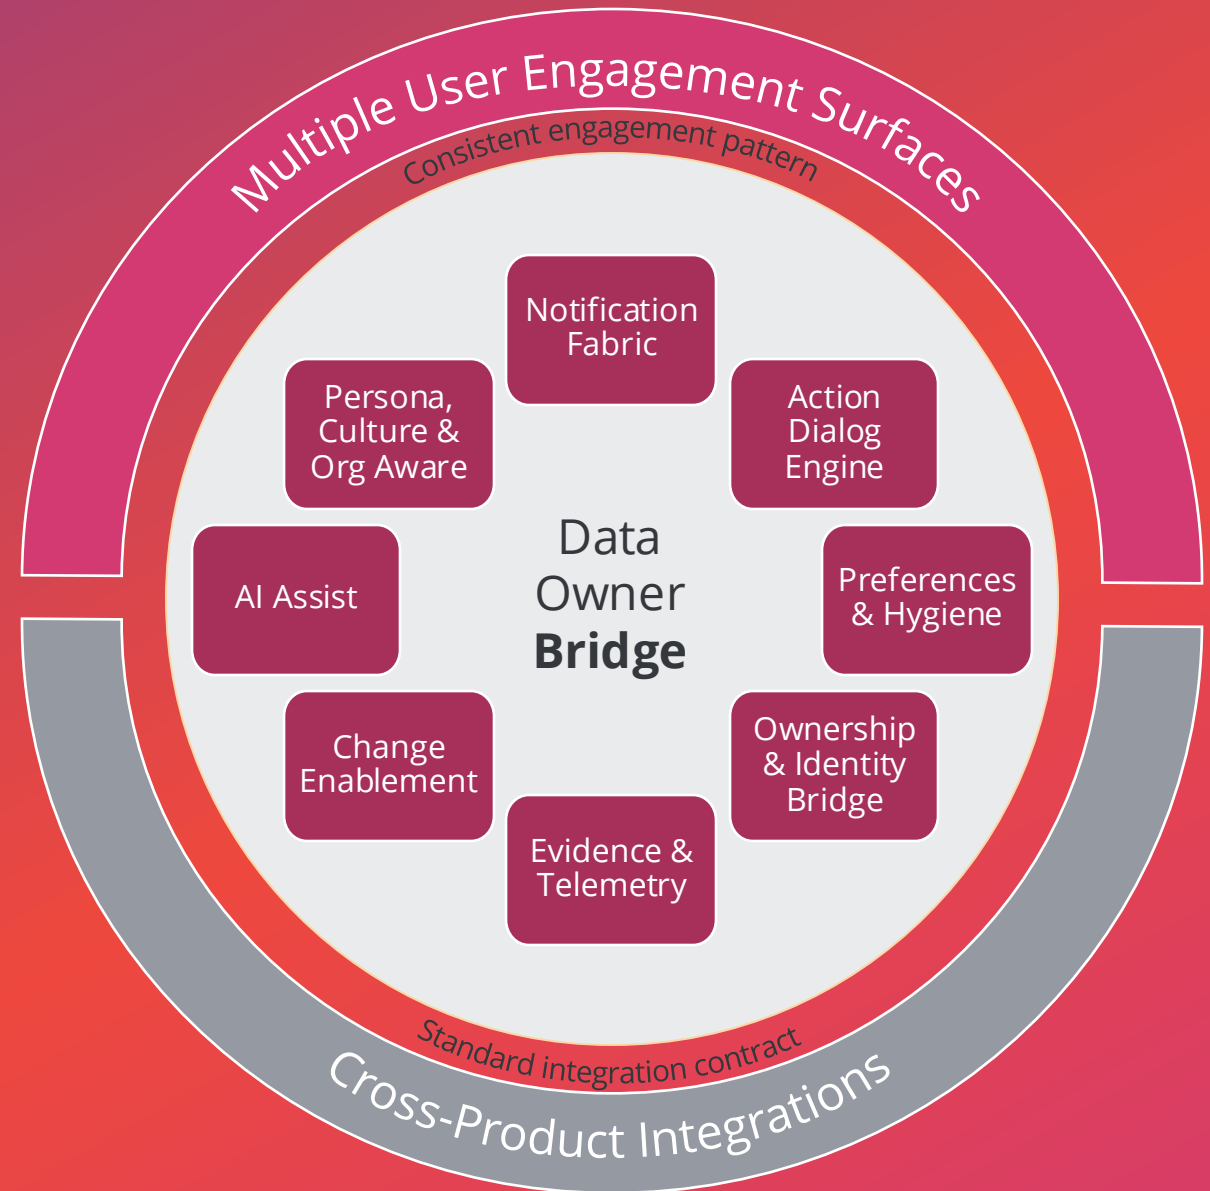 Multiple User Engagement Surfaces
Consistent engagement pattern
Notification
Fabric
Persona,
Culture &
Org Aware
Action
Dialog
Engine
AI Assist
Data
Owner
Bridge
Preferences
& Hygiene
Change
Enablement
Ownership
& Identity
Bridge
Evidence &
Telemetry
Standard integration contract
Cross-Product Integrations